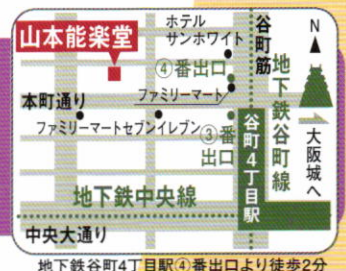 山本能楽堂
ホテル
サンホワイト
谷町筋
N
④番出口
地下鉄谷町線
本町通り
ファミリーマート
ファミリーマート
セブンイレブン
③番
出口
谷町4丁目駅
大阪城へ
地下鉄中央線
中央大通り
地下鉄谷町4丁目駅④番出口より徒歩2分